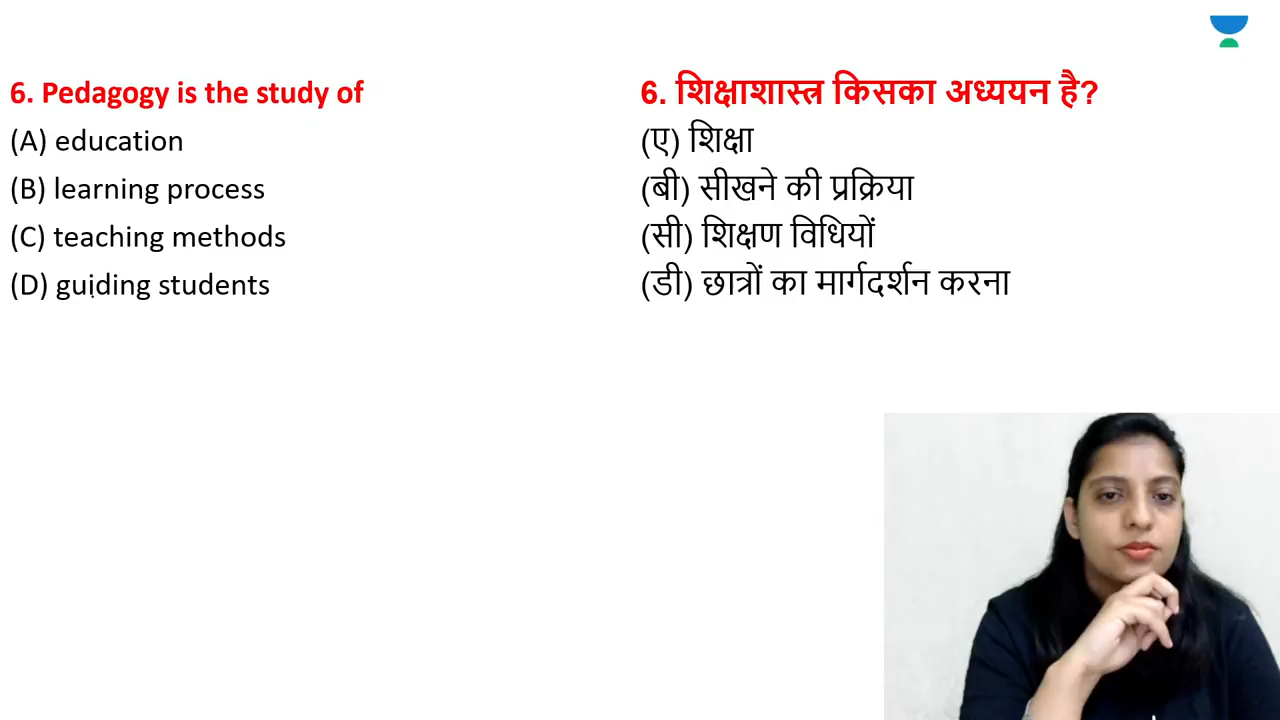 6. Pedagogy is the study of
(A) education
(B) learning process
(C) teaching methods
(D) guiding students
6. शिक्षाशास्त्र किसका अध्ययन है?
(ए) शिक्षा
(बी) सीखने की प्रक्रिया
(सी) शिक्षण विधियों
(डी) छात्रों का मार्गदर्शन करना